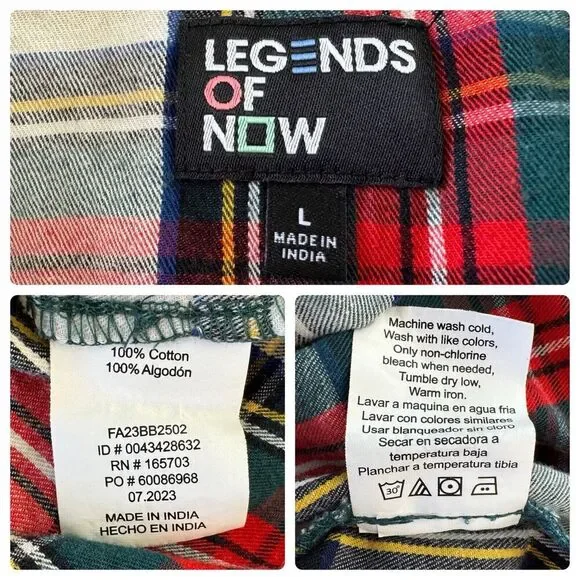 LEGENDS
OF
NOW
L
MADE IN
INDIA
100% Cotton
100% Algodón
FA23BB2502
ID # 0043428632
RN # 165703
PO # 60086968
07.2023
MADE IN INDIA
HECHO EN INDIA
Machine wash cold,
Wash with like colors,
Only non-chlorine
bleach when needed,
Tumble dry low,
Warm iron.
Lavar a maquina en agua fria
Lavar con colores similares
Usar blanqueador sin cloro
Secar en secadora a
temperatura baja
Planchar a temperatura tibia
30°